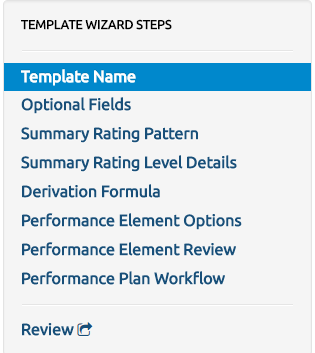 TEMPLATE WIZARD STEPS
Template Name
Optional Fields
Summary Rating Pattern
Summary Rating Level Details
Derivation Formula
Performance Element Options
Performance Element Review
Performance Plan Workflow
Review